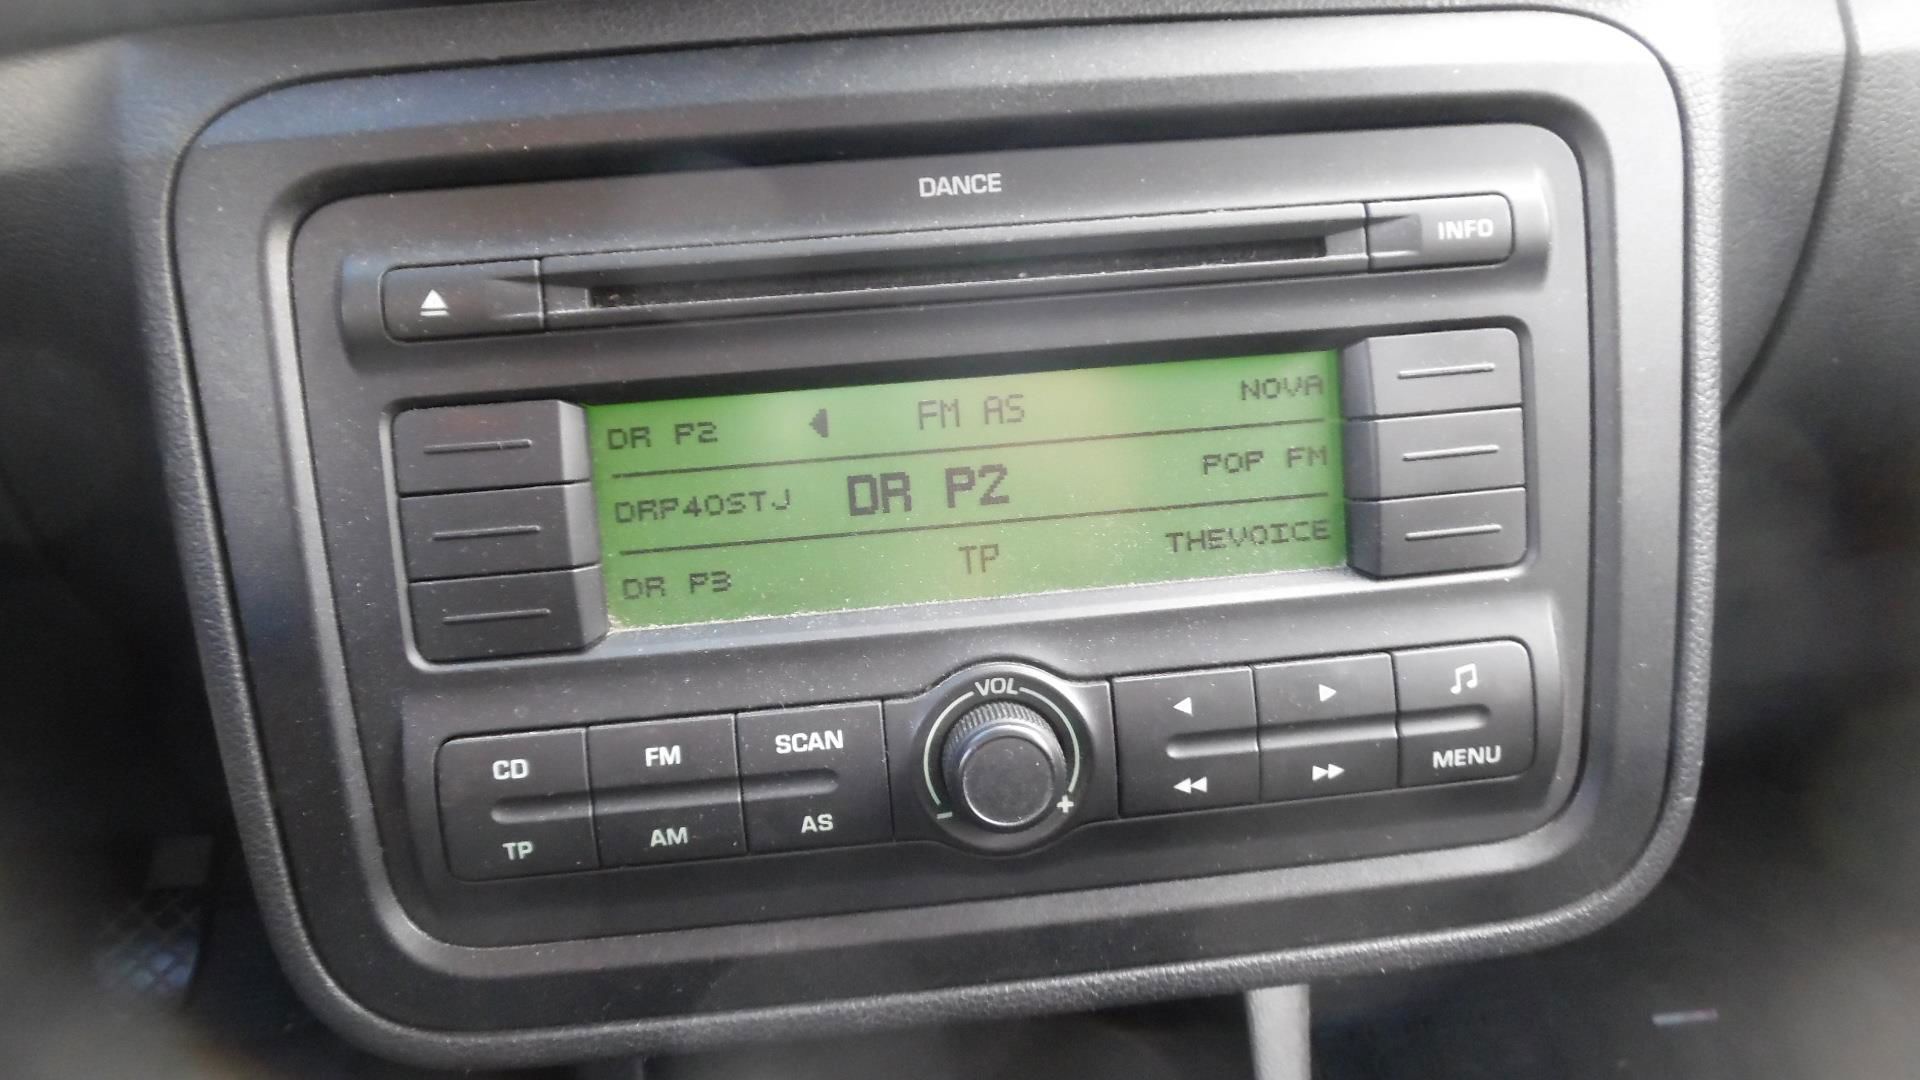 DANCE
INFO
DR P2 FM AS NOVA
DRP4OSTJ DR P2 POP FM
DR P3 TP THEVOICE
VOL
- +
CD FM SCAN
TP AM AS
MENU